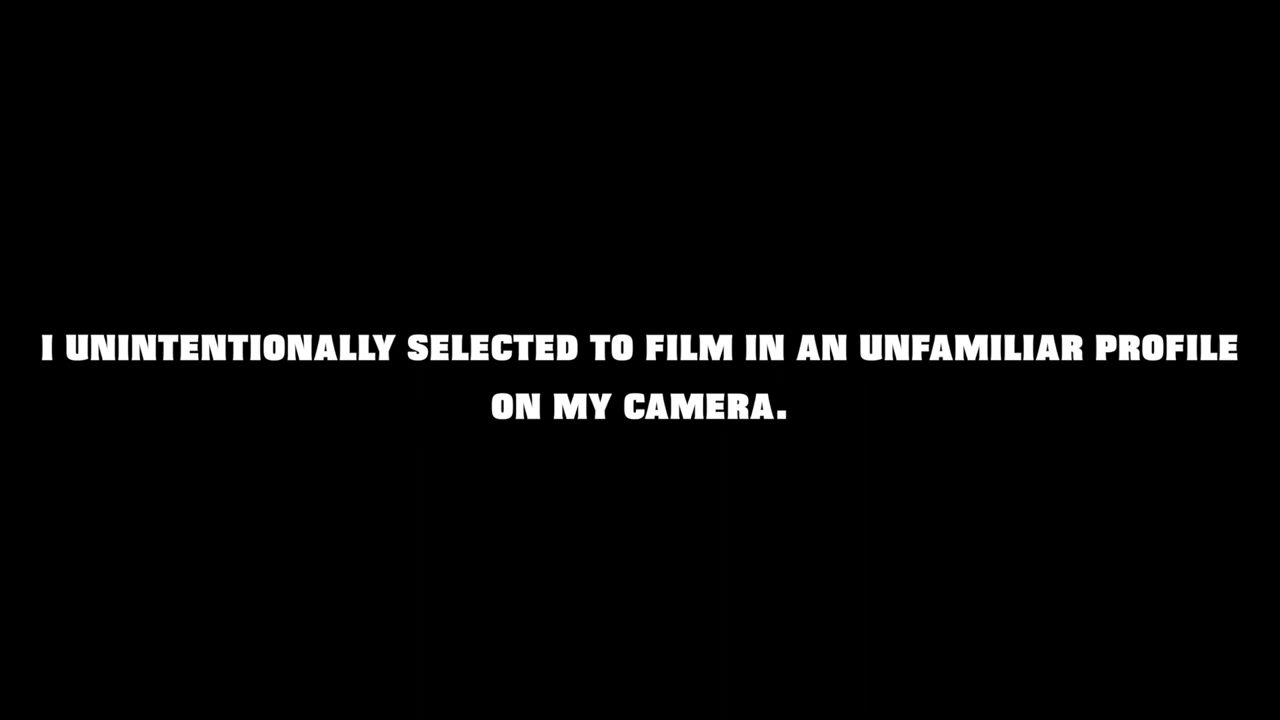 I UNINTENTIONALLY SELECTED TO FILM IN AN UNFAMILIAR PROFILE
ON MY CAMERA.